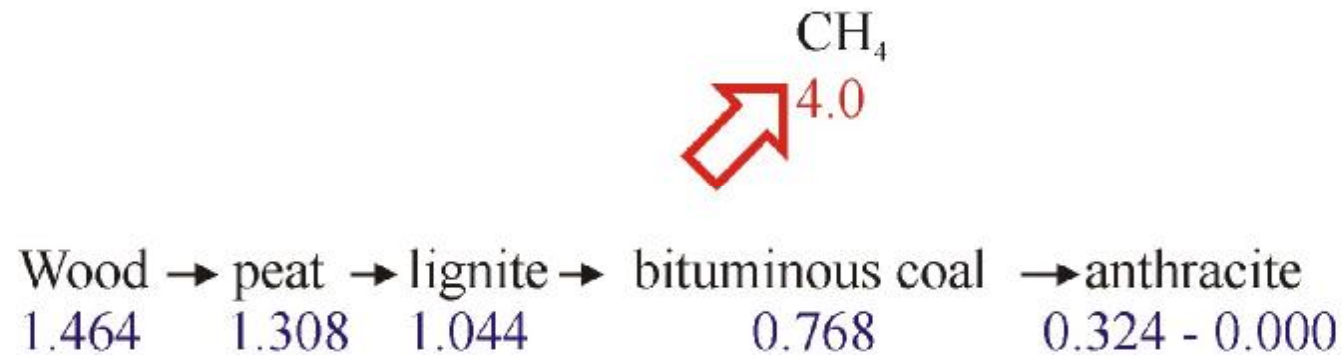 CH₄
4.0
Wood → peat → lignite → bituminous coal → anthracite
1.464 1.308 1.044 0.768 0.324 - 0.000